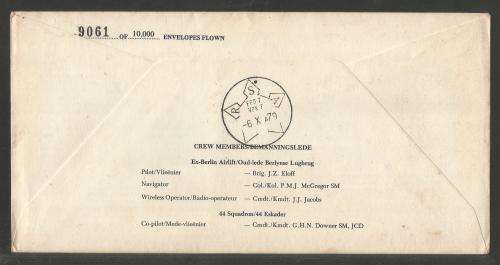 9061 OF 10,000 ENVELOPES FLOWN
R S A
-6 X 79
CREW MEMBERS/BEMANNINGSLEDE
Ex-Berlin Airlift/Oud-lede Berlynse Lugbrug
Pilot/Vlieënier — Brig. J.Z. Eloff
Navigator — Col./Kol. P.M.J. McGregor SM
Wireless Operator/Radio-operateur — Cmdt./Kmdt. J.J. Jacobs
44 Squadron/44 Eskader
Co-pilot/Mede-vlieënier — Cmdt./Kmdt. G.H.N. Downer SM, JCD